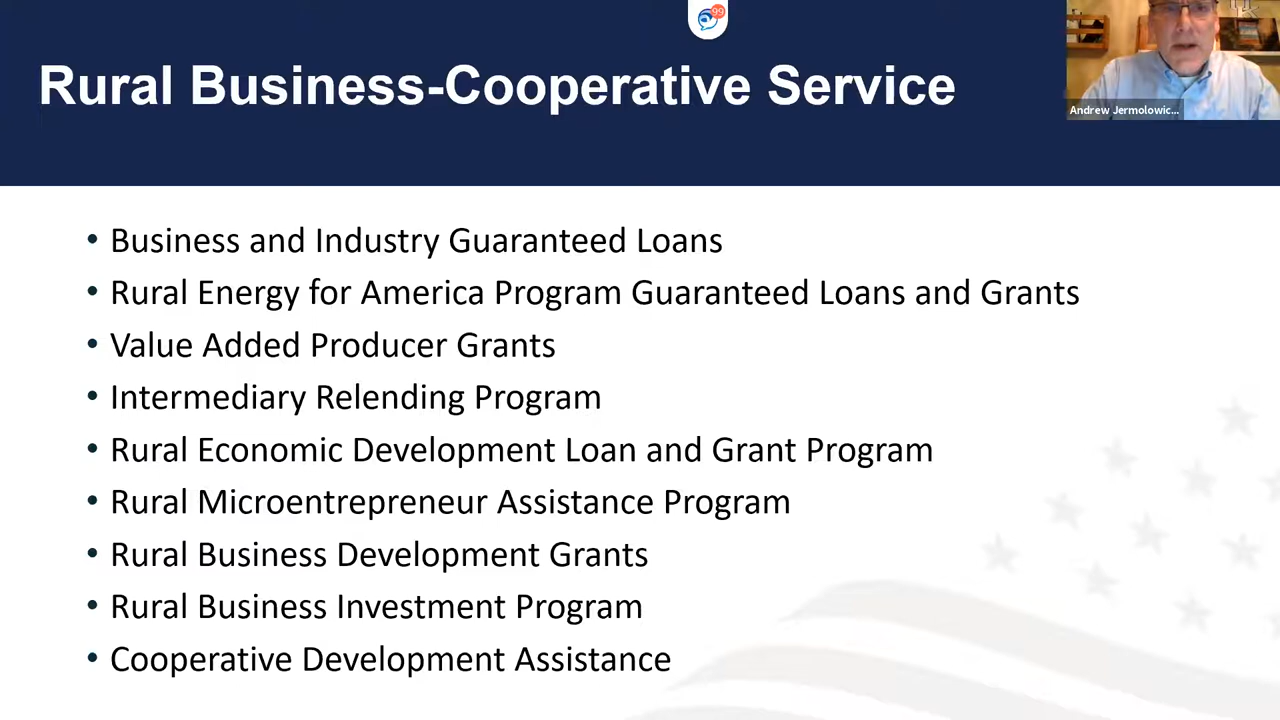 99
Rural Business-Cooperative Service
Andrew Jermolowic...
• Business and Industry Guaranteed Loans
• Rural Energy for America Program Guaranteed Loans and Grants
• Value Added Producer Grants
• Intermediary Relending Program
• Rural Economic Development Loan and Grant Program
• Rural Microentrepreneur Assistance Program
• Rural Business Development Grants
• Rural Business Investment Program
• Cooperative Development Assistance